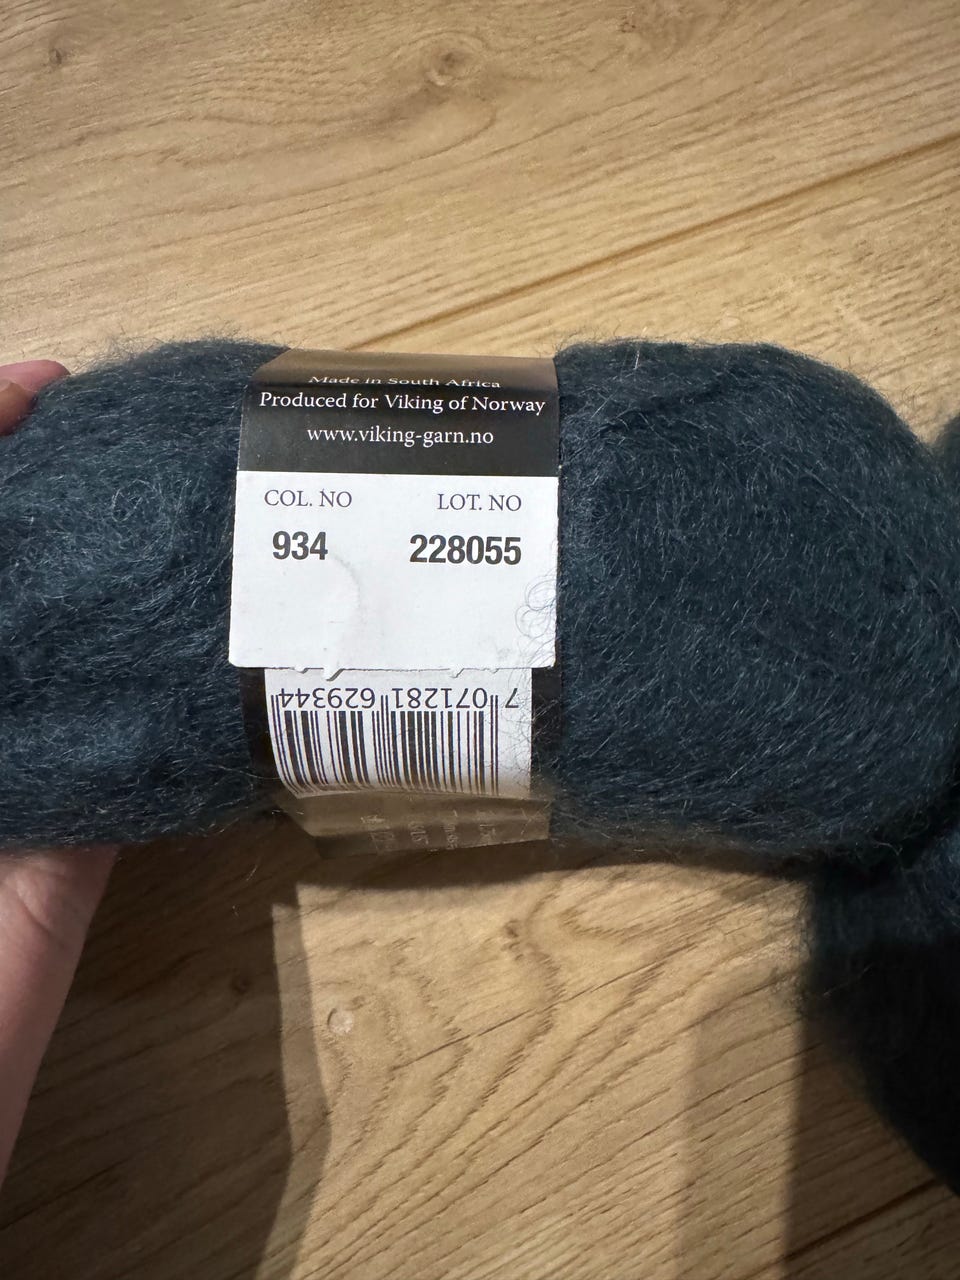 Made in South Africa
Produced for Viking of Norway
www.viking-garn.no
COL. NO LOT. NO
934 228055
7 071281 629344